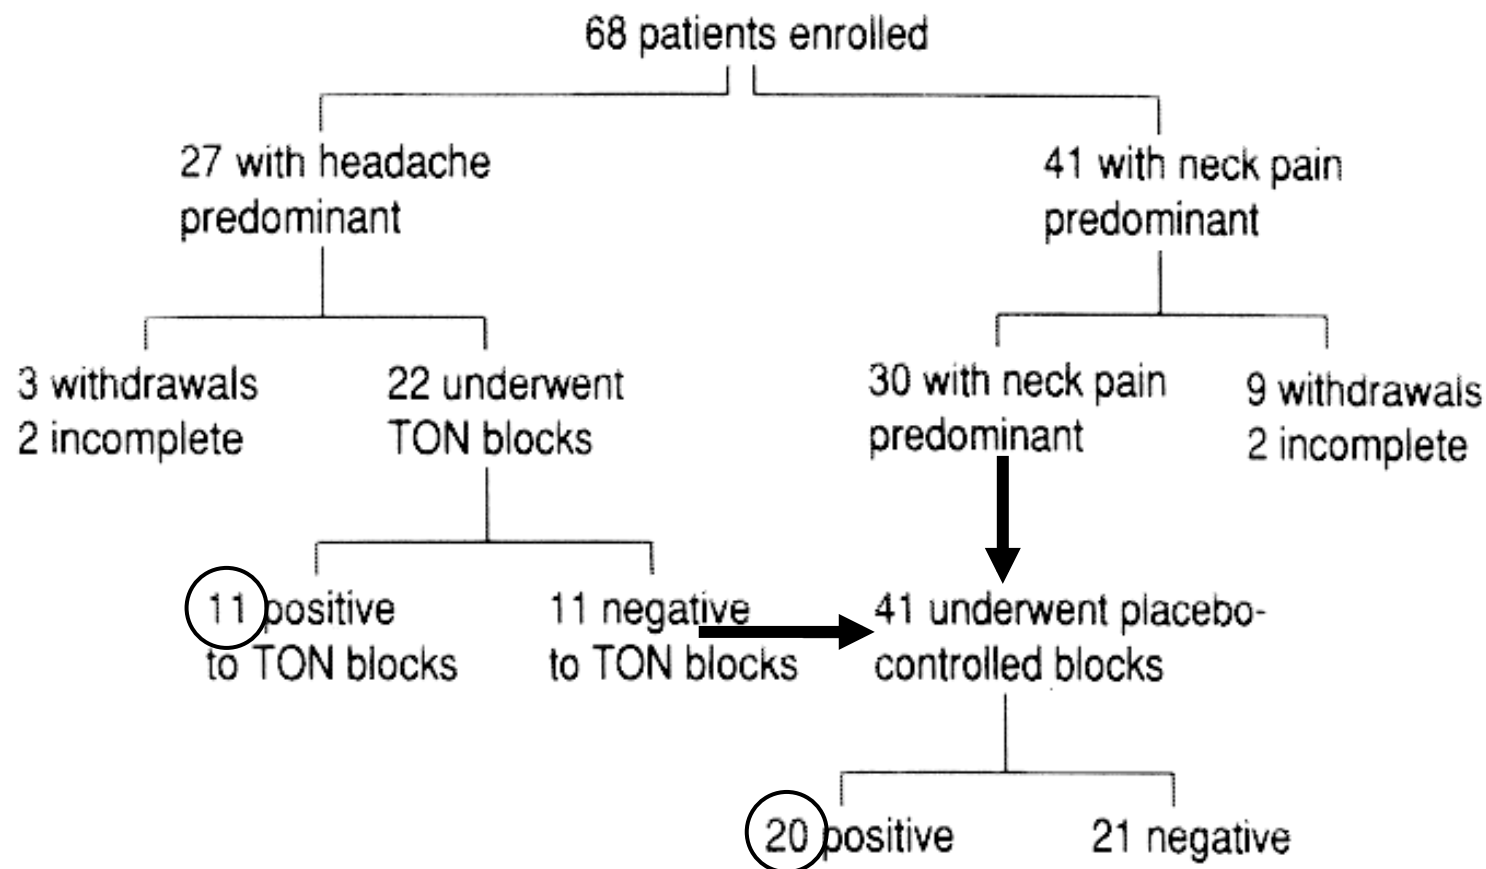 68 patients enrolled
27 with headache
predominant
41 with neck pain
predominant
3 withdrawals
2 incomplete
22 underwent
TON blocks
30 with neck pain
predominant
9 withdrawals
2 incomplete
11 positive
to TON blocks
11 negative
to TON blocks
41 underwent placebo-
controlled blocks
20 positive
21 negative